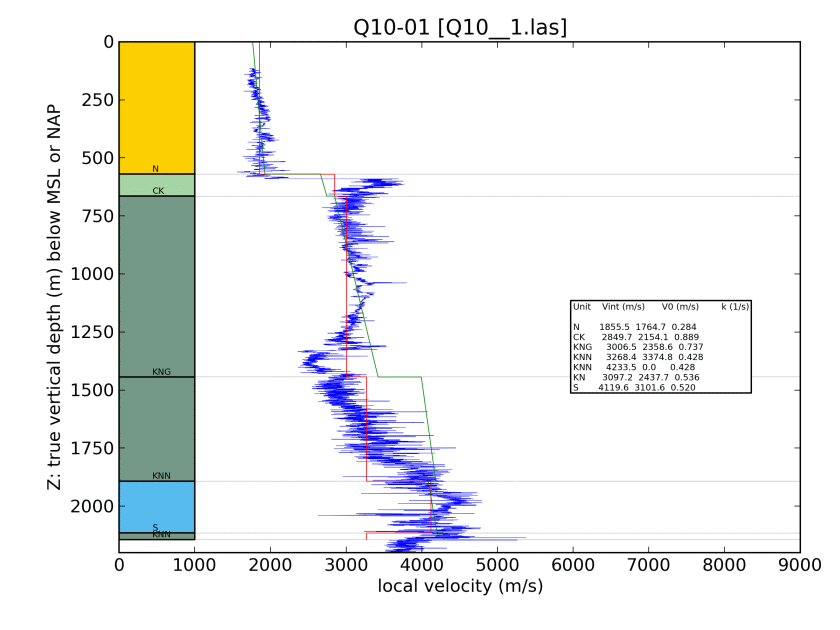 Q10-01 [Q10__1.las]
Z: true vertical depth (m) below MSL or NAP
0
250
500
750
1000
1250
1500
1750
2000
N
CK
KNG
KNN
S
KNN
Unit Vint (m/s) V0 (m/s) k (1/s)
N 1855.5 1764.7 0.284
CK 2849.7 2154.1 0.889
KNG 3006.5 2358.6 0.737
KNN 3268.4 3374.8 0.428
KNN 4233.5 0.0 0.428
KN 3097.2 2437.7 0.536
S 4119.6 3101.6 0.520
0 1000 2000 3000 4000 5000 6000 7000 8000 9000
local velocity (m/s)